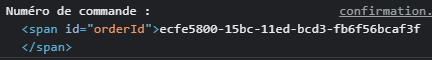 Numéro de commande : confirmation.
<span id="orderId">ecfe5800-15bc-11ed-bcd3-fb6f56bcaf3f
</span>